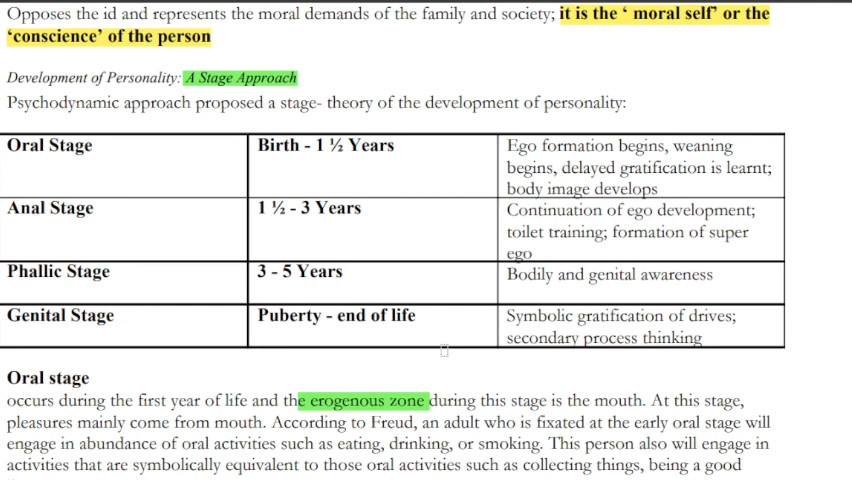 Opposes the id and represents the moral demands of the family and society; it is the ‘ moral self’ or the
‘conscience’ of the person
Development of Personality: A Stage Approach
Psychodynamic approach proposed a stage- theory of the development of personality:
Oral Stage
Birth - 1 ½ Years
Ego formation begins, weaning
begins, delayed gratification is learnt;
body image develops
Anal Stage
1 ½ - 3 Years
Continuation of ego development;
toilet training; formation of super
ego
Phallic Stage
3 - 5 Years
Bodily and genital awareness
Genital Stage
Puberty - end of life
Symbolic gratification of drives;
secondary process thinking
Oral stage
occurs during the first year of life and the erogenous zone during this stage is the mouth. At this stage,
pleasures mainly come from mouth. According to Freud, an adult who is fixated at the early oral stage will
engage in abundance of oral activities such as eating, drinking, or smoking. This person also will engage in
activities that are symbolically equivalent to those oral activities such as collecting things, being a good